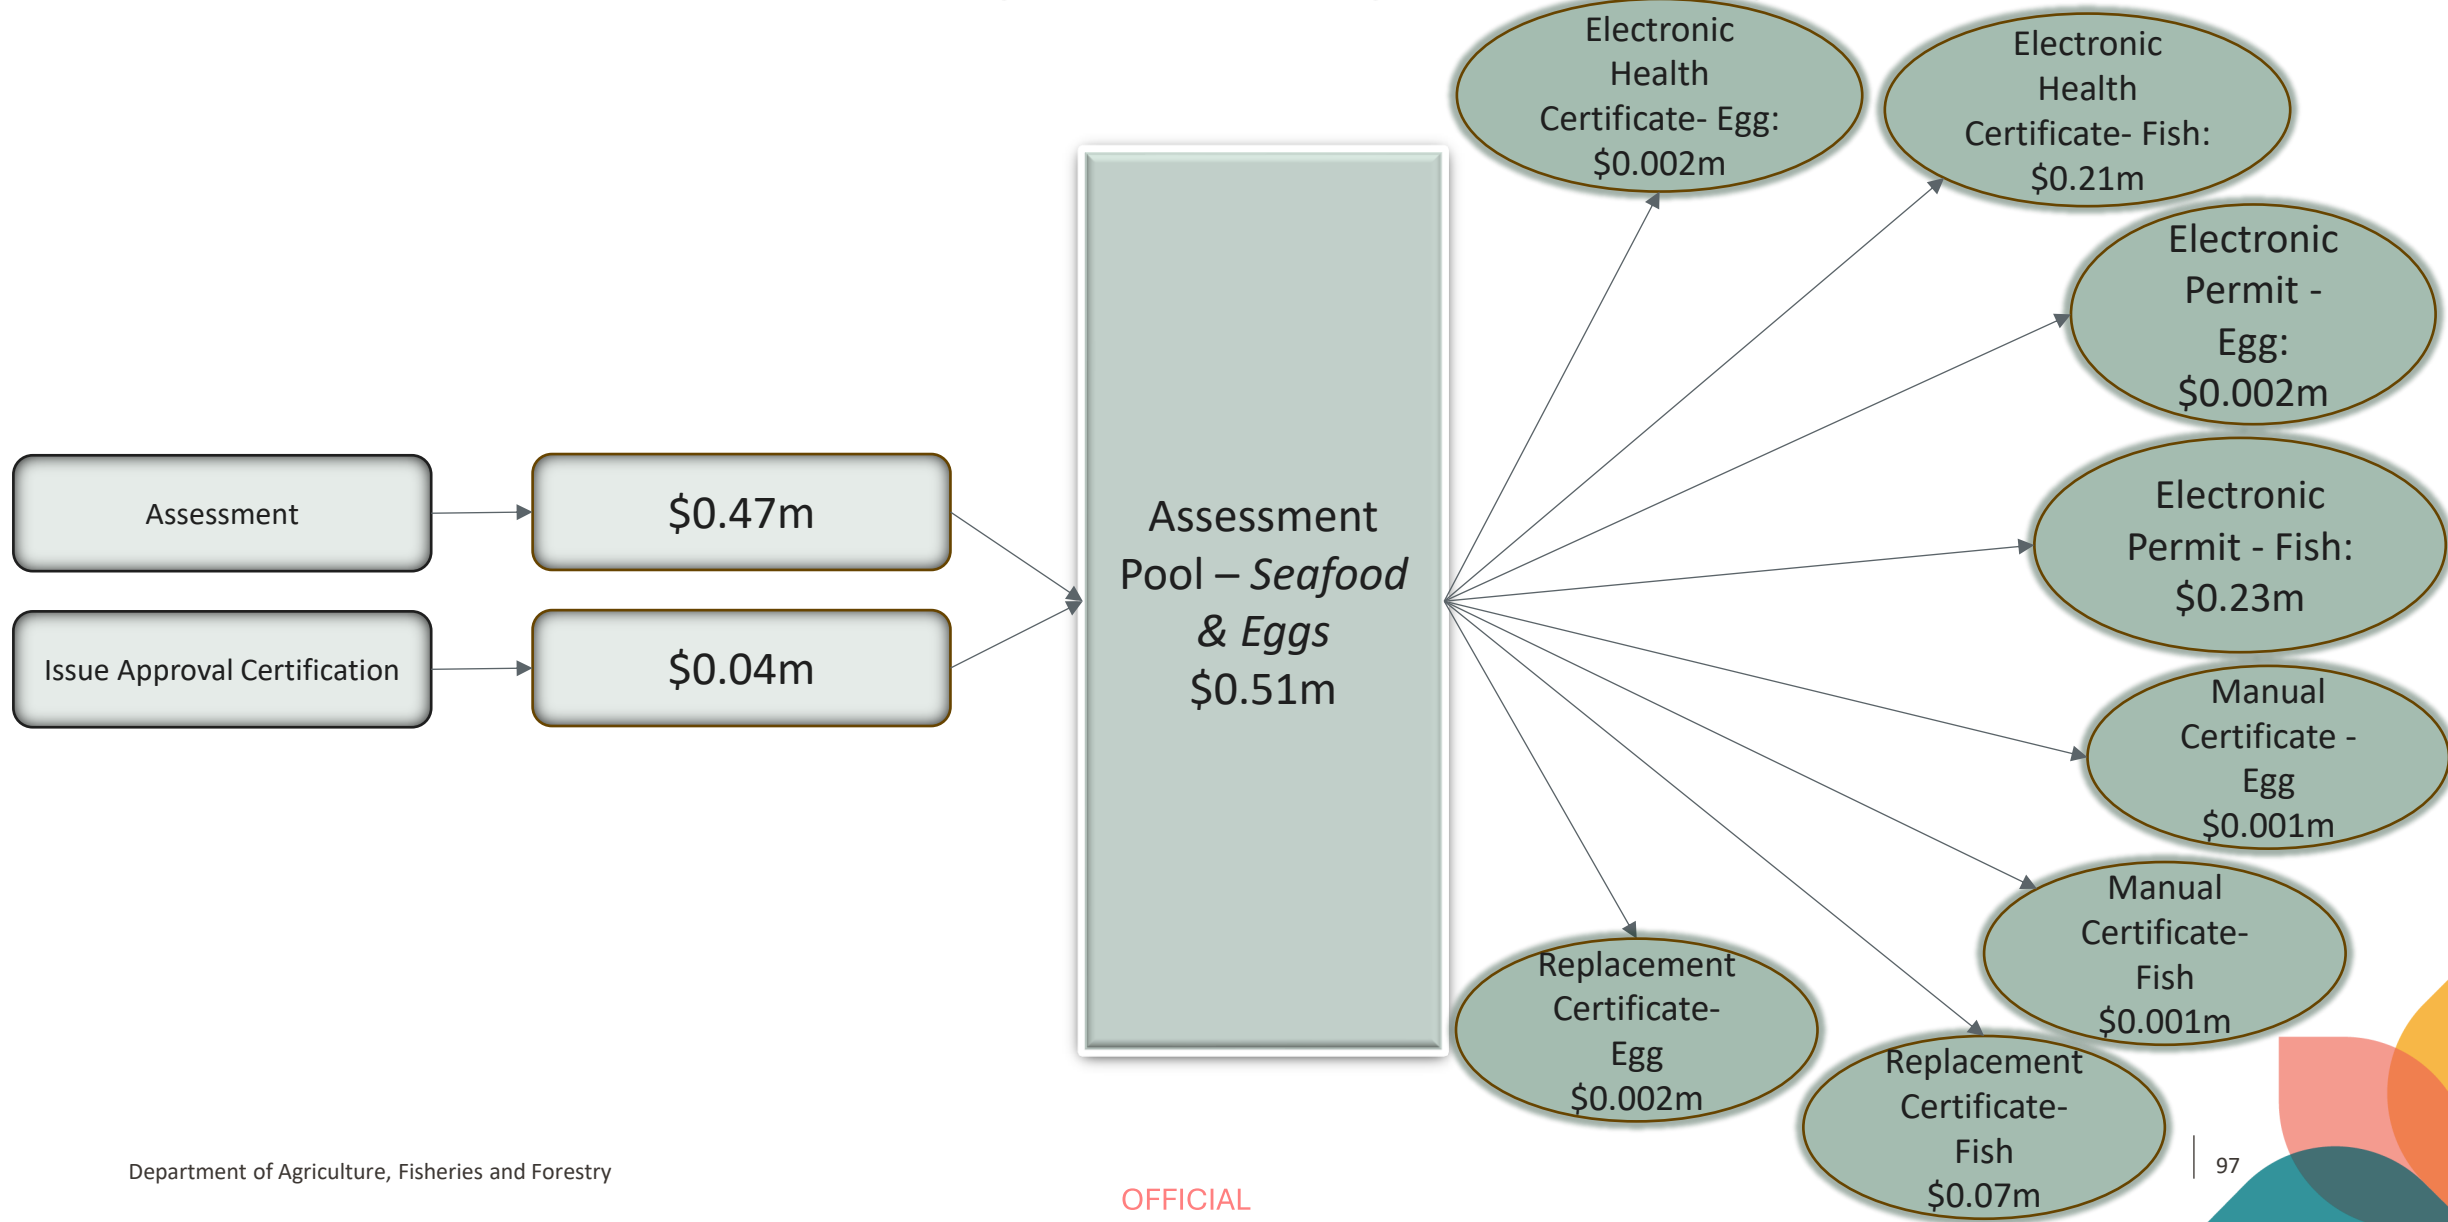 Electronic
Health
Certificate- Egg:
$0.002m
Electronic
Health
Certificate- Fish:
$0.21m
Electronic
Permit -
Egg:
$0.002m
Electronic
Permit - Fish:
$0.23m
Assessment
$0.47m
Issue Approval Certification
$0.04m
Assessment
Pool – Seafood
& Eggs
$0.51m
Manual
Certificate -
Egg
$0.001m
Manual
Certificate-
Fish
$0.001m
Replacement
Certificate-
Egg
$0.002m
Replacement
Certificate-
Fish
$0.07m
Department of Agriculture, Fisheries and Forestry
OFFICIAL
97